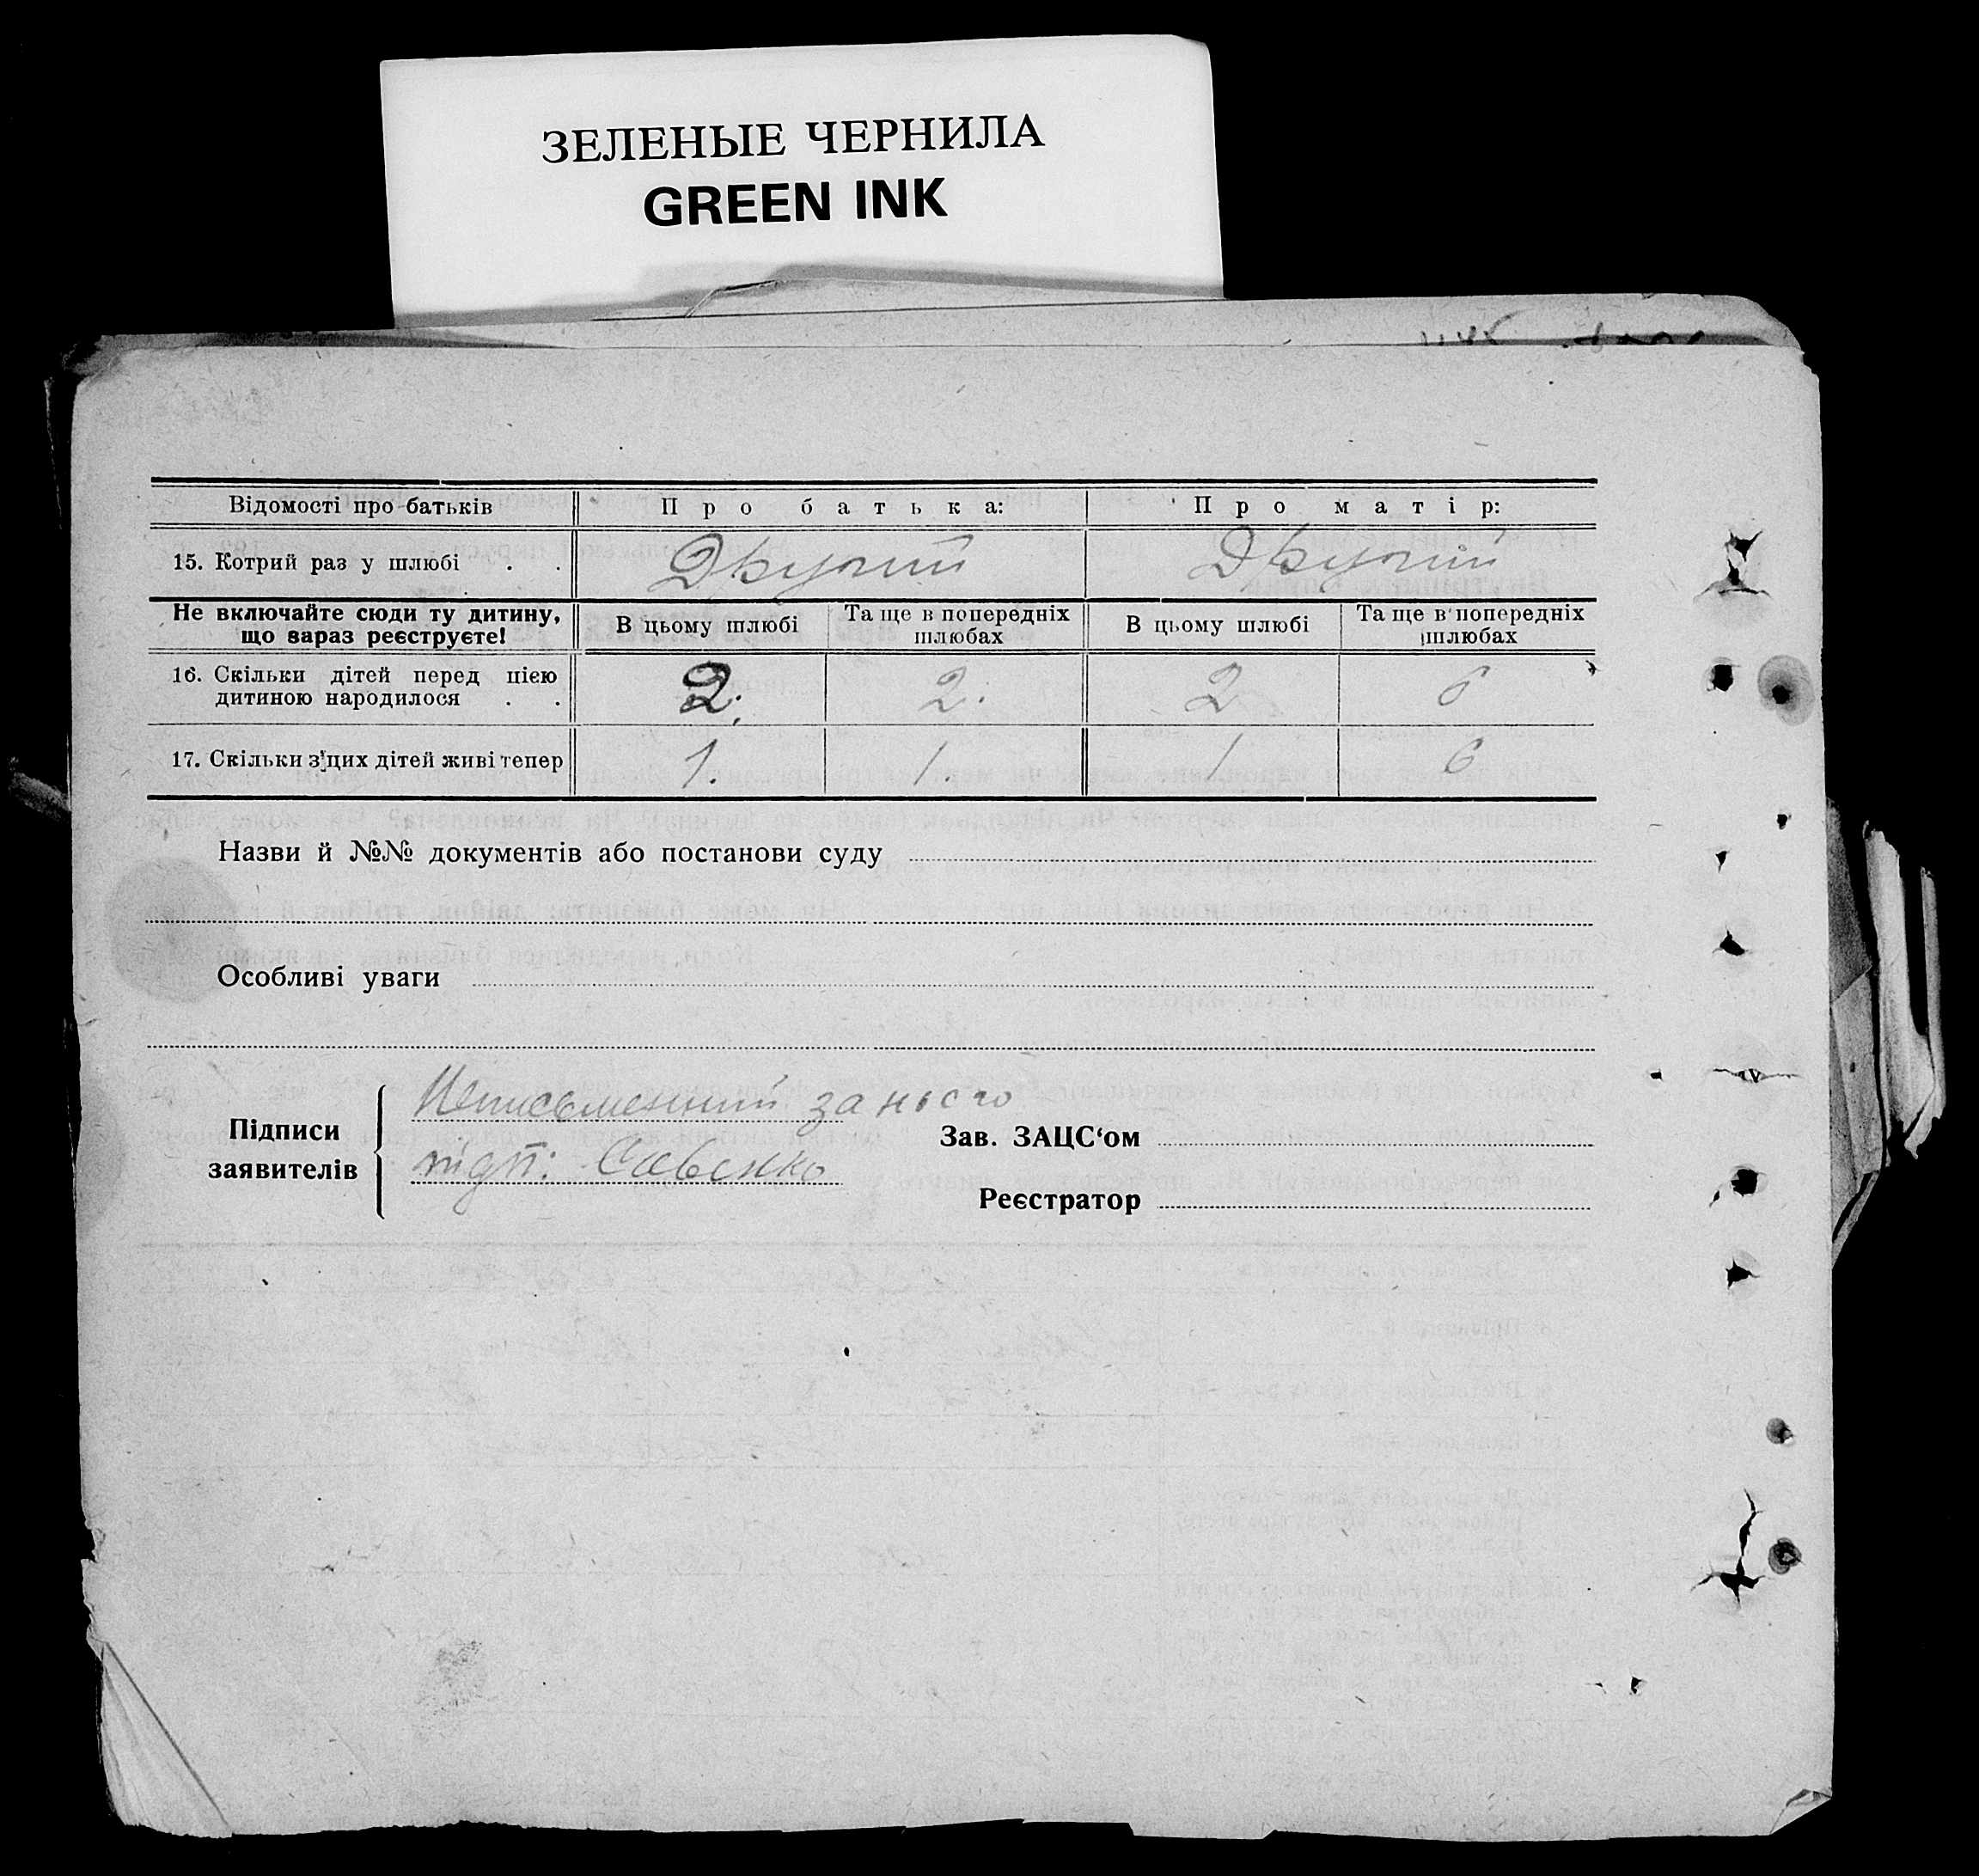 ЗЕЛЕНЫЕ ЧЕРНИЛА
GREEN INK
Відомості про батьків Про батька: Про матір:
15. Котрий раз у шлюбі . . Другий Другий
Не включайте сюди ту дитину, що зараз реєструєте! В цьому шлюбі Та ще в попередніх шлюбах В цьому шлюбі Та ще в попередніх шлюбах
16. Скільки дітей перед цією дитиною народилося . . 2. 2. 2 6
17. Скільки з цих дітей живі тепер 1. 1. 1 6
Назви й №№ документів або постанови суду
Особливі уваги
Підписи заявителів
Неписьменний за нього
підп: Савенко
Зав. ЗАЦС‘ом
Реєстратор